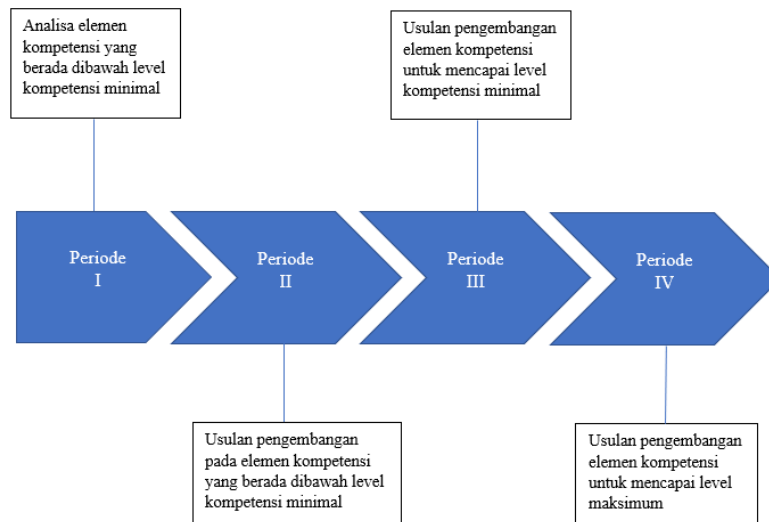 Analisa elemen
kompetensi yang
berada dibawah level
kompetensi minimal
Usulan pengembangan
elemen kompetensi
untuk mencapai level
kompetensi minimal
Periode
I
Periode
II
Periode
III
Periode
IV
Usulan pengembangan
pada elemen kompetensi
yang berada dibawah level
kompetensi minimal
Usulan pengembangan
elemen kompetensi
untuk mencapai level
maksimum